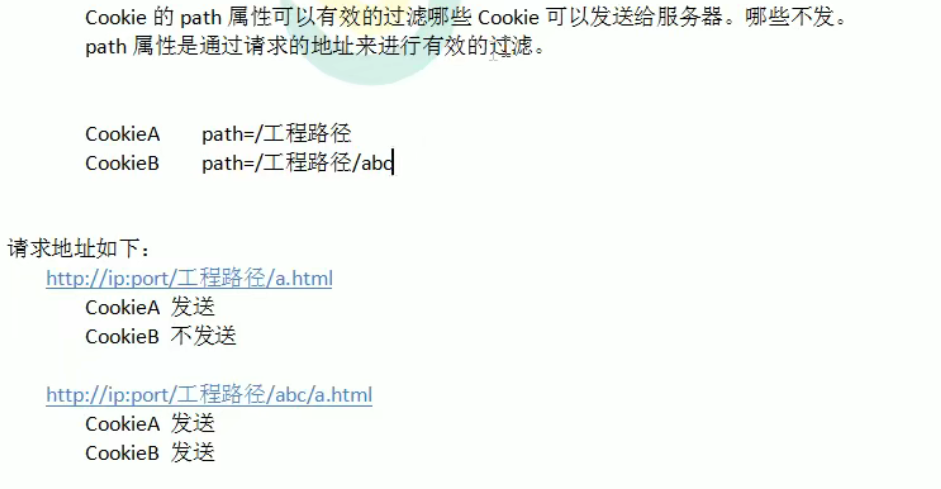 Cookie 的 path 属性可以有效的过滤哪些 Cookie 可以发送给服务器。哪些不发。
path 属性是通过请求的地址来进行有效的过滤。
CookieA path=/工程路径
CookieB path=/工程路径/abc
请求地址如下：
http://ip:port/工程路径/a.html
CookieA 发送
CookieB 不发送
http://ip:port/工程路径/abc/a.html
CookieA 发送
CookieB 发送